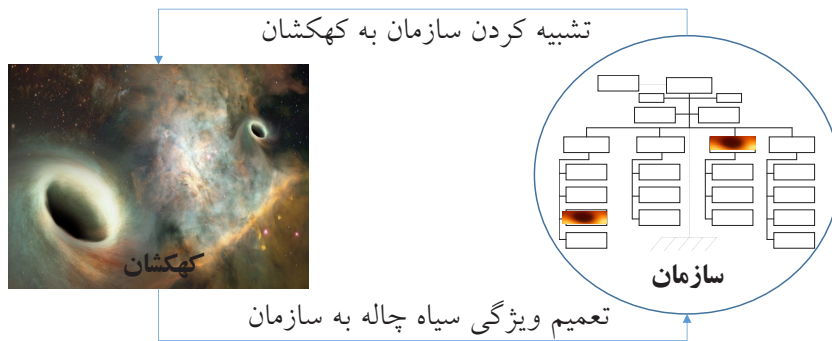 تشبیه کردن سازمان به کهکشان
کهکشان
سازمان
تعمیم ویژگی سیاه چاله به سازمان